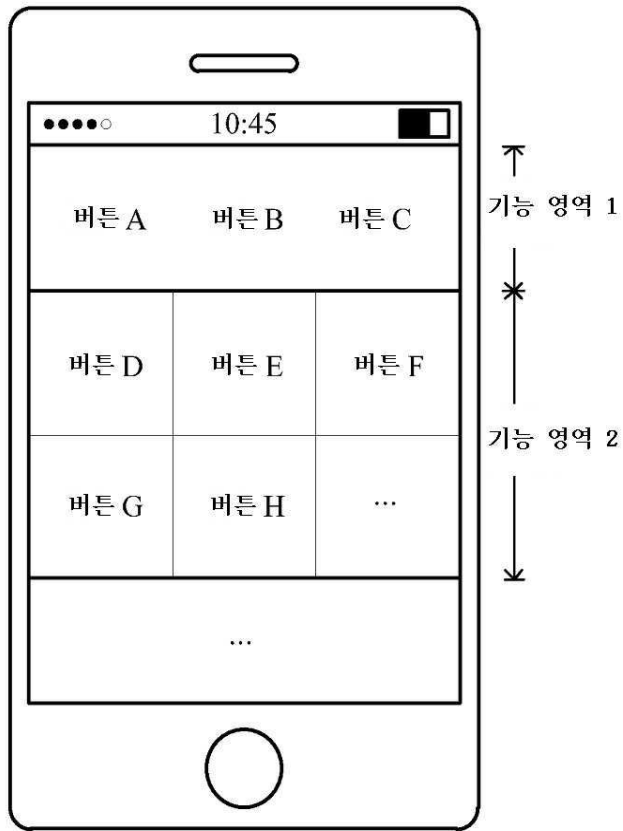 10:45
버튼 A 버튼 B 버튼 C
기능 영역 1
버튼 D 버튼 E 버튼 F
기능 영역 2
버튼 G 버튼 H ...
...